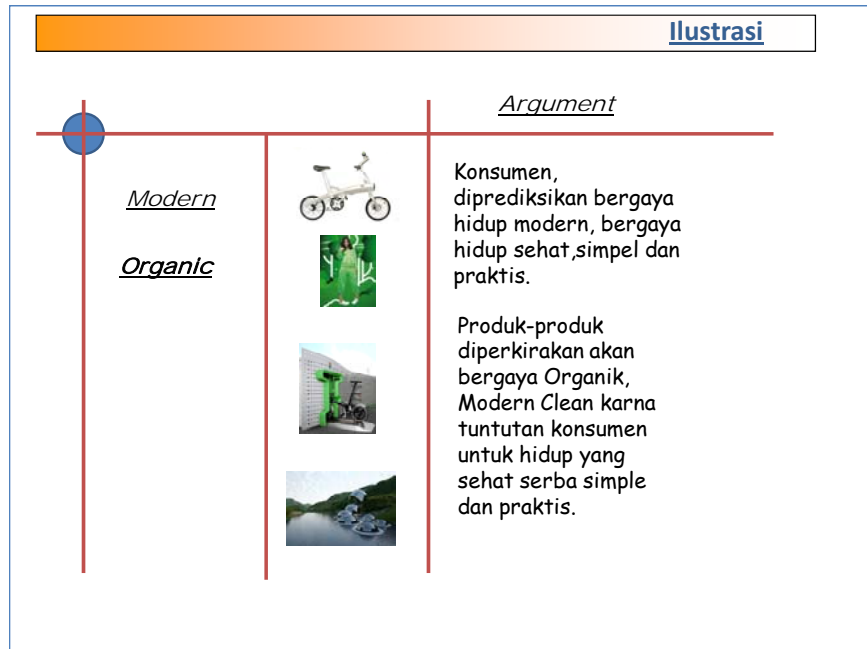 Ilustrasi
Argument
Modern
Organic
Konsumen,
diprediksikan bergaya
hidup modern, bergaya
hidup sehat,simpel dan
praktis.
Produk-produk
diperkirakan akan
bergaya Organik,
Modern Clean karna
tuntutan konsumen
untuk hidup yang
sehat serba simple
dan praktis.